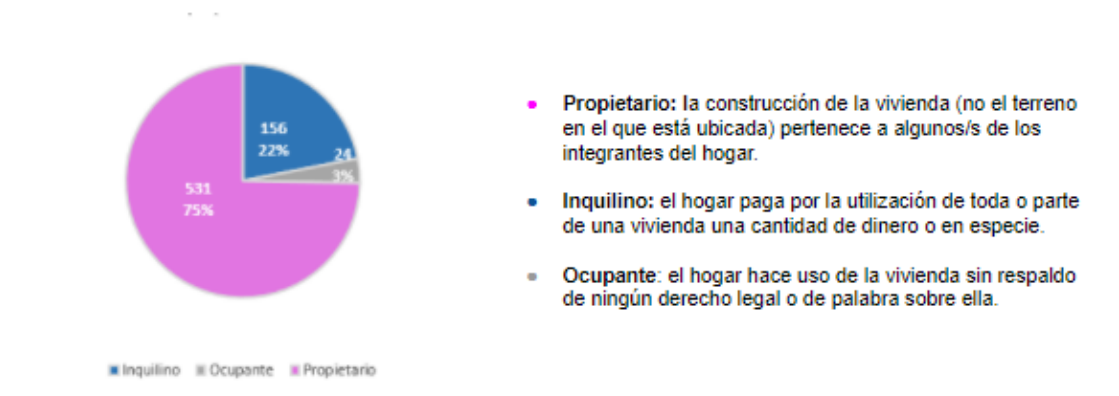 156
22%
24
3%
531
75%
Inquilino Ocupante Propietario
Propietario: la construcción de la vivienda (no el terreno
en el que está ubicada) pertenece a algunos/s de los
integrantes del hogar.
Inquilino: el hogar paga por la utilización de toda o parte
de una vivienda una cantidad de dinero o en especie.
Ocupante: el hogar hace uso de la vivienda sin respaldo
de ningún derecho legal o de palabra sobre ella.